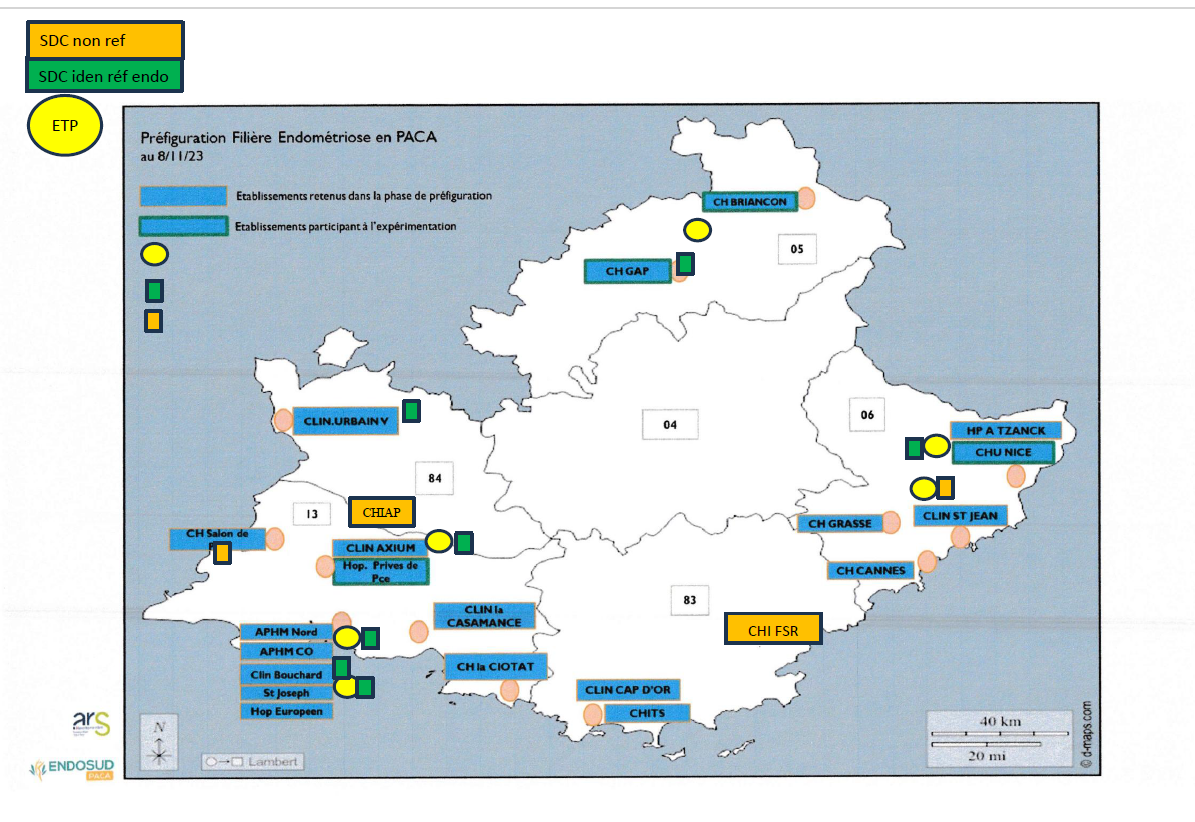 SDC non ref
SDC iden réf endo
ETP
Préfiguration Filière Endométriose en PACA
au 8/11/23
Etablissements retenus dans la phase de préfiguration
Etablissements participant à l'expérimentation
CH BRIANCON
05
CH GAP
CLIN.URBAIN V
04
06
HP A TZANCK
CHU NICE
84
13
CHIAP
CH GRASSE
CLIN ST JEAN
CH Salon de
CLIN AXIUM
Hop. Prives de
Pce
CH CANNES
83
CLIN la
CASAMANCE
CHI FSR
APHM Nord
APHM CO
Clin Bouchard
St Joseph
Hop Europeen
CH la CIOTAT
CLIN CAP D'OR
CHITS
ars
ENDOSUD
PACA
N
Lambert
40 km
20 mi
© d-maps.com